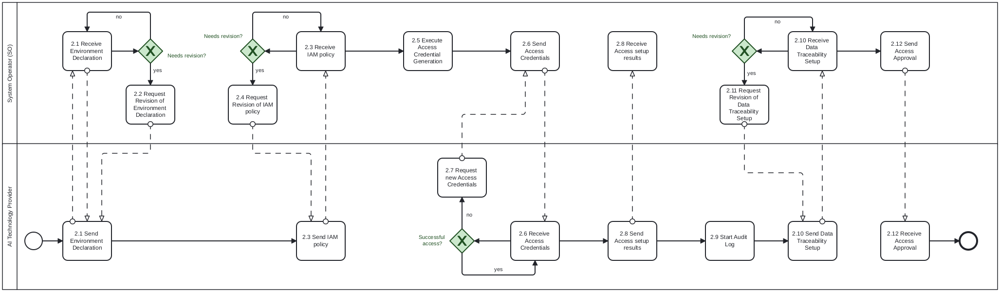 System Operator (SO)
no
2.1 Receive
Environment
Declaration
Needs revision?
yes
2.2 Request
Revision of
Environment
Declaration
Needs revision?
no
2.3 Receive
IAM policy
yes
2.4 Request
Revision of IAM
policy
2.5 Execute
Access
Credential
Generation
2.6 Send
Access
Credentials
2.8 Receive
Access setup
results
Needs revision?
no
2.10 Receive
Data
Traceability
Setup
yes
2.11 Request
Revision of
Data
Traceability
Setup
2.12 Send
Access
Approval
AI Technology Provider
2.1 Send
Environment
Declaration
2.3 Send IAM
policy
2.7 Request
new Access
Credentials
no
Successful
access?
yes
2.6 Receive
Access
Credentials
2.8 Send
Access setup
results
2.9 Start Audit
Log
2.10 Send Data
Traceability
Setup
2.12 Receive
Access
Approval